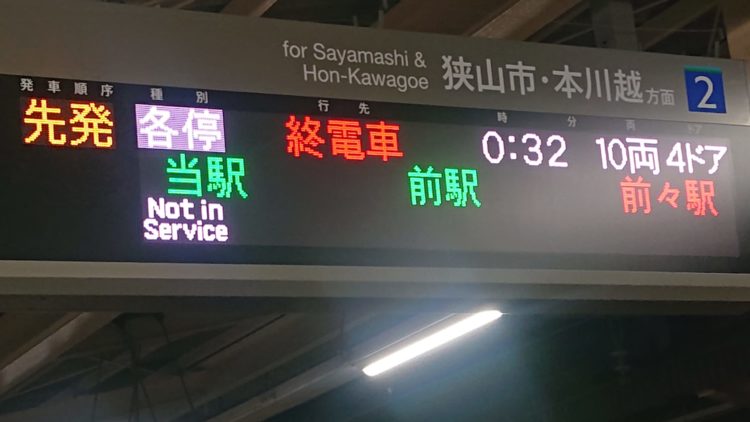 for Sayamashi &
Hon-Kawagoe
狭山市・本川越方面 2
発車順序 種別 行先 時 分 両 ドア
先発 各停 終電車 0:32 10両 4ドア
当駅 前駅 前々駅
Not in
Service